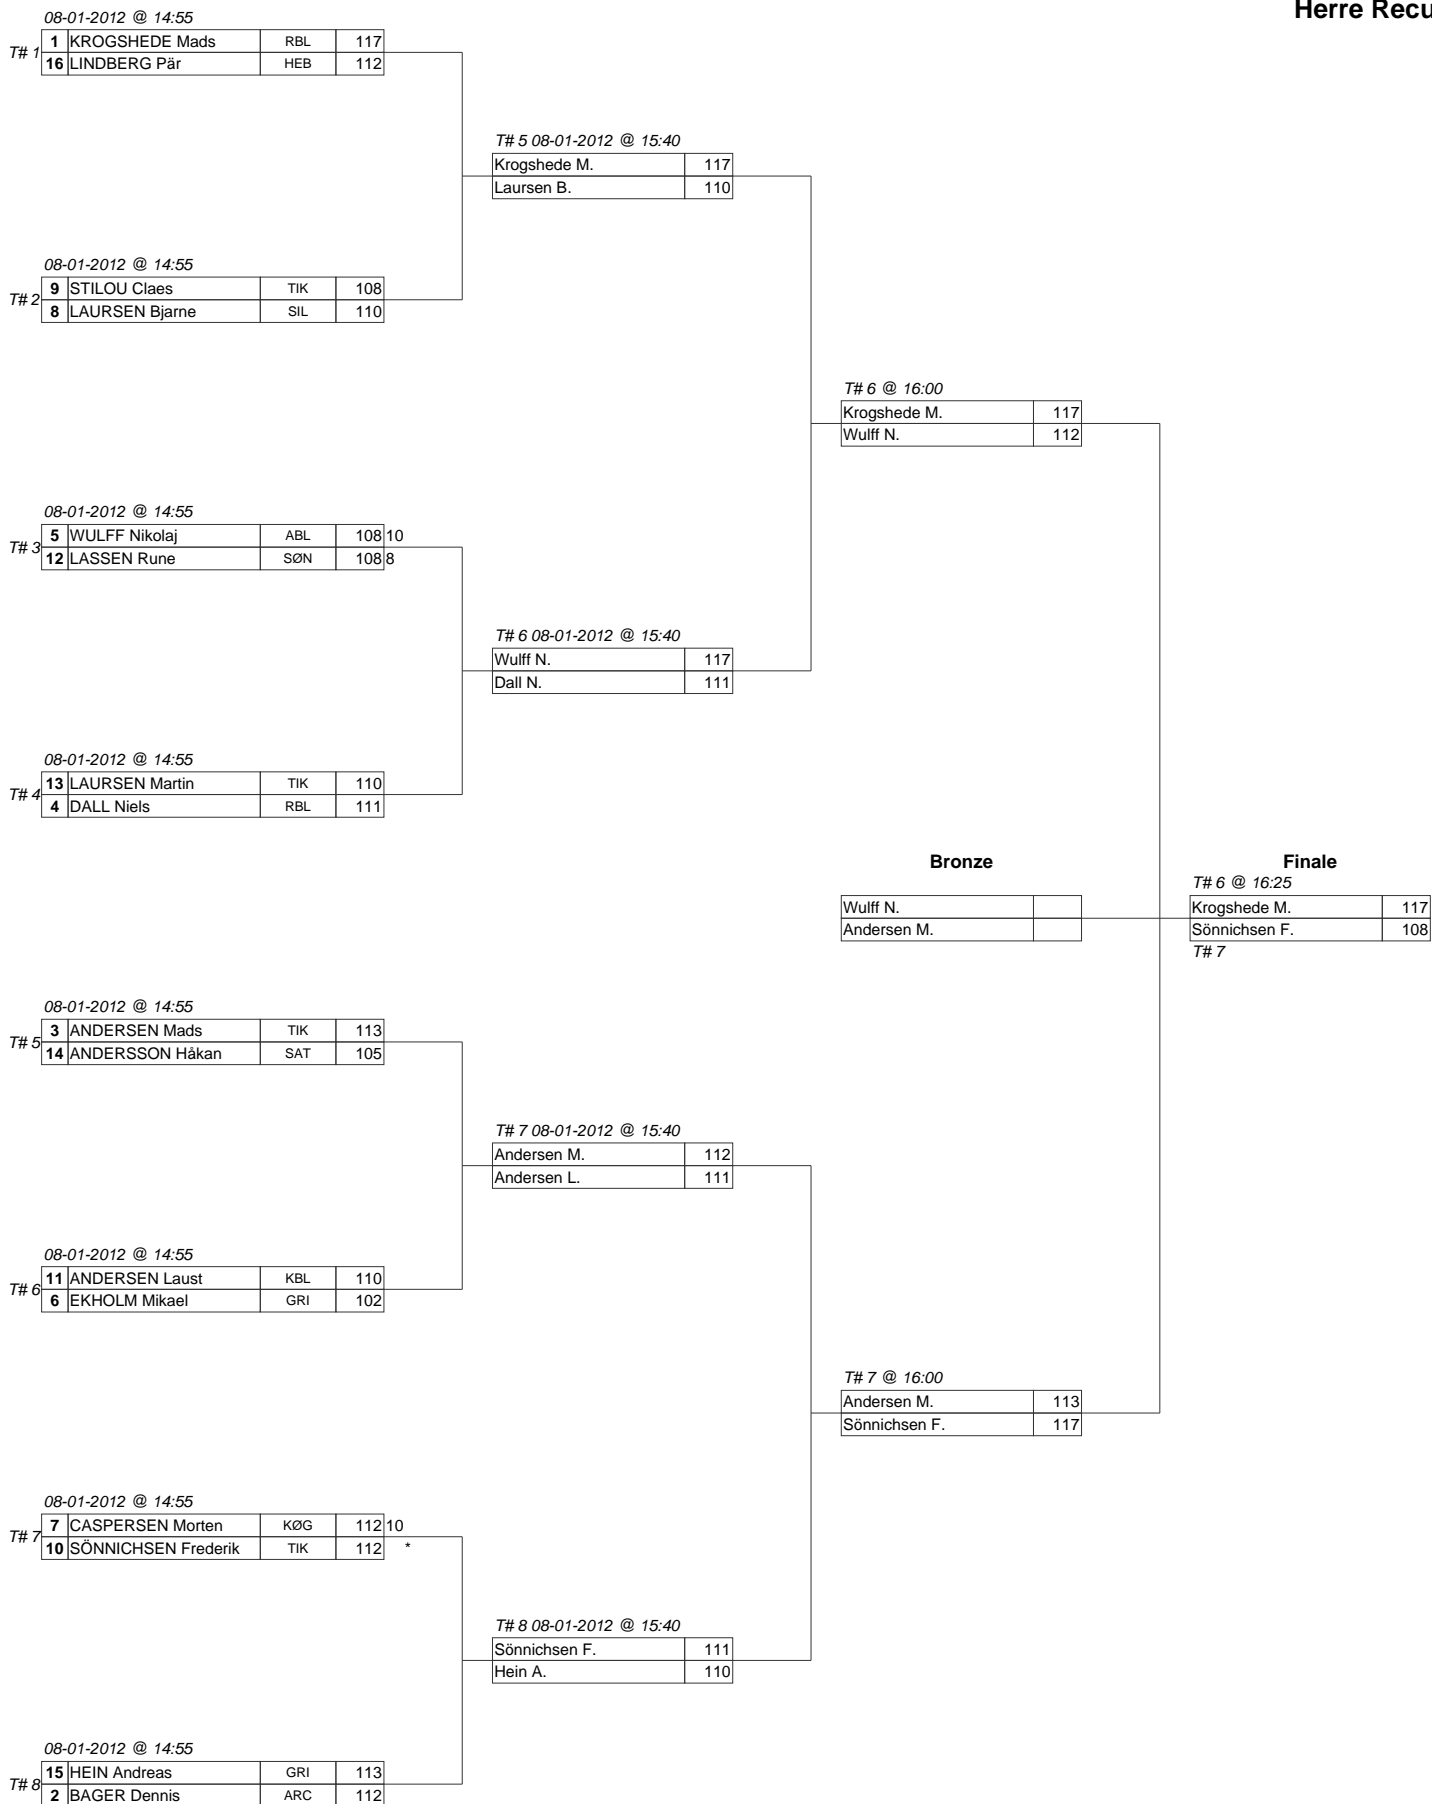 Herre Recu
08-01-2012 @ 14:55
T# 1
1 KROGSHEDE Mads RBL 117
16 LINDBERG Pär HEB 112
T# 5 08-01-2012 @ 15:40
Krogshede M. 117
Laursen B. 110
08-01-2012 @ 14:55
T# 2
9 STILOU Claes TIK 108
8 LAURSEN Bjarne SIL 110
T# 6 @ 16:00
Krogshede M. 117
Wulff N. 112
08-01-2012 @ 14:55
T# 3
5 WULFF Nikolaj ABL 108 10
12 LASSEN Rune SØN 108 8
T# 6 08-01-2012 @ 15:40
Wulff N. 117
Dall N. 111
08-01-2012 @ 14:55
T# 4
13 LAURSEN Martin TIK 110
4 DALL Niels RBL 111
Bronze
Wulff N.
Andersen M.
Finale
T# 6 @ 16:25
Krogshede M. 117
Sönnichsen F. 108
T# 7
08-01-2012 @ 14:55
T# 5
3 ANDERSEN Mads TIK 113
14 ANDERSSON Håkan SAT 105
T# 7 08-01-2012 @ 15:40
Andersen M. 112
Andersen L. 111
08-01-2012 @ 14:55
T# 6
11 ANDERSEN Laust KBL 110
6 EKHOLM Mikael GRI 102
T# 7 @ 16:00
Andersen M. 113
Sönnichsen F. 117
08-01-2012 @ 14:55
T# 7
7 CASPERSEN Morten KØG 112 10
10 SÖNNICHSEN Frederik TIK 112 *
T# 8 08-01-2012 @ 15:40
Sönnichsen F. 111
Hein A. 110
08-01-2012 @ 14:55
T# 8
15 HEIN Andreas GRI 113
2 BAGER Dennis ARC 112